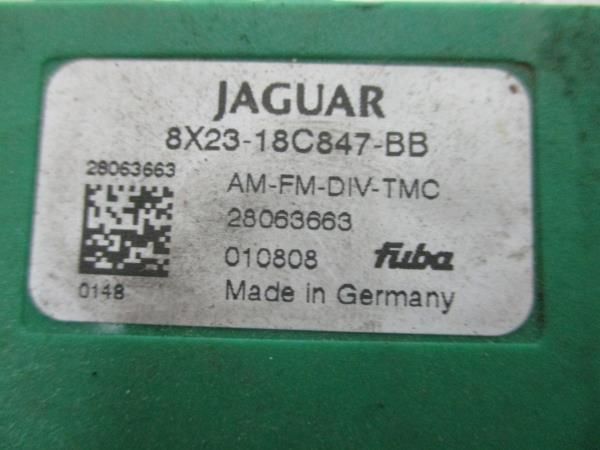 JAGUAR
8X23-18C847-BB
28063663
AM-FM-DIV-TMC
28063663
010808 fuba
0148
Made in Germany